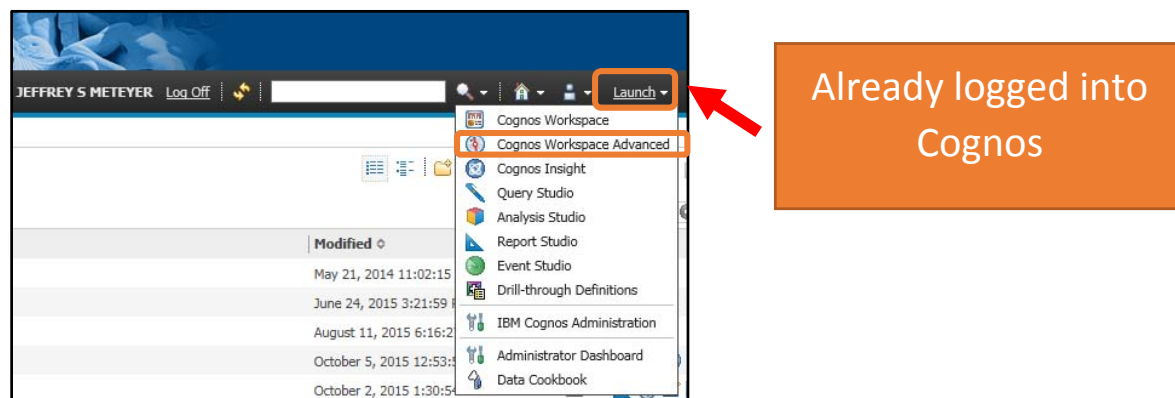 JEFFREY S METEYER Log Off Launch
Already logged into
Cognos
Cognos Workspace
Cognos Workspace Advanced
Cognos Insight
Query Studio
Analysis Studio
Report Studio
Event Studio
Drill-through Definitions
IBM Cognos Administration
Administrator Dashboard
Data Cookbook
Modified
May 21, 2014 11:02:15
June 24, 2015 3:21:59
August 11, 2015 6:16:2
October 5, 2015 12:53:
October 2, 2015 1:30:54